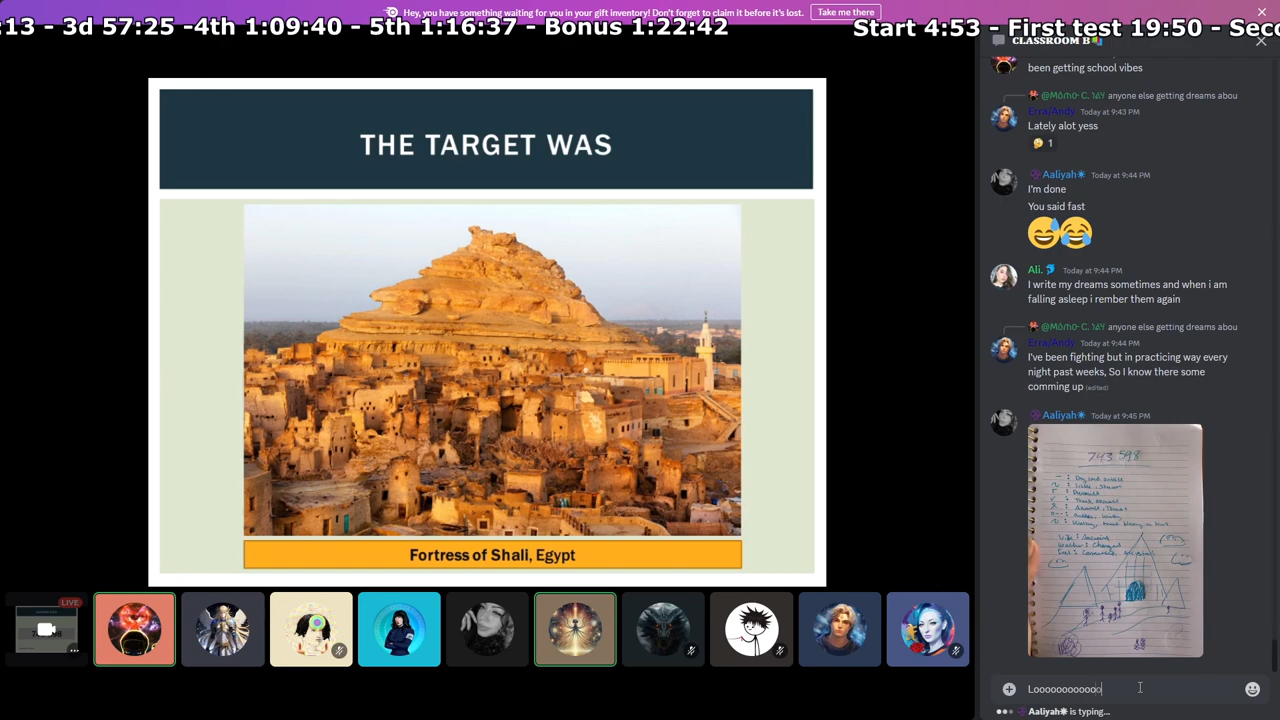 Hey, you have something waiting for you in your gift inventory! Don't forget to claim it before it's lost.
Take me there
:13 - 3d 57:25 -4th 1:09:40 - 5th 1:16:37 - Bonus 1:22:42
Start 4:53 - First test 19:50 - Seco
THE TARGET WAS
Fortress of Shali, Egypt
LIVE
CLASSROOM B
been getting school vibes
anyone else getting dreams abou
Erra/Andy Today at 9:43 PM
Lately alot yess
1
Aaliyah Today at 9:44 PM
I'm done
You said fast
Ali. Today at 9:44 PM
I write my dreams sometimes and when i am
falling asleep i rember them again
anyone else getting dreams abou
Erra/Andy Today at 9:44 PM
I've been fighting but in practicing way every
night past weeks, So I know there some
comming up (edited)
Aaliyah Today at 9:45 PM
743 598
Looooooooooooo
Aaliyah is typing...